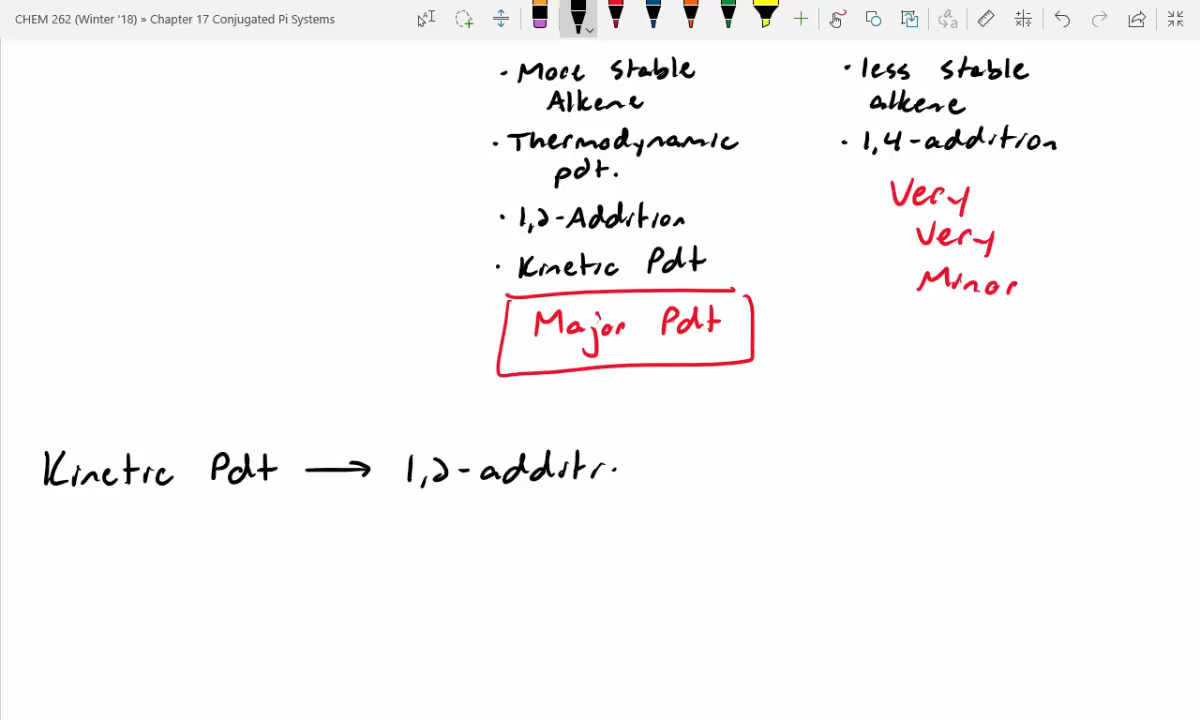 CHEM 262 (Winter '18) » Chapter 17 Conjugated Pi Systems
· More stable
Alkene
· Thermodynamic
pdt.
· 1,2-Addition
· Kinetic Pdt
Major Pdt
· less stable
alkene
· 1,4-addition
Very
Very
Minor
Kinetic Pdt → 1,2-additi